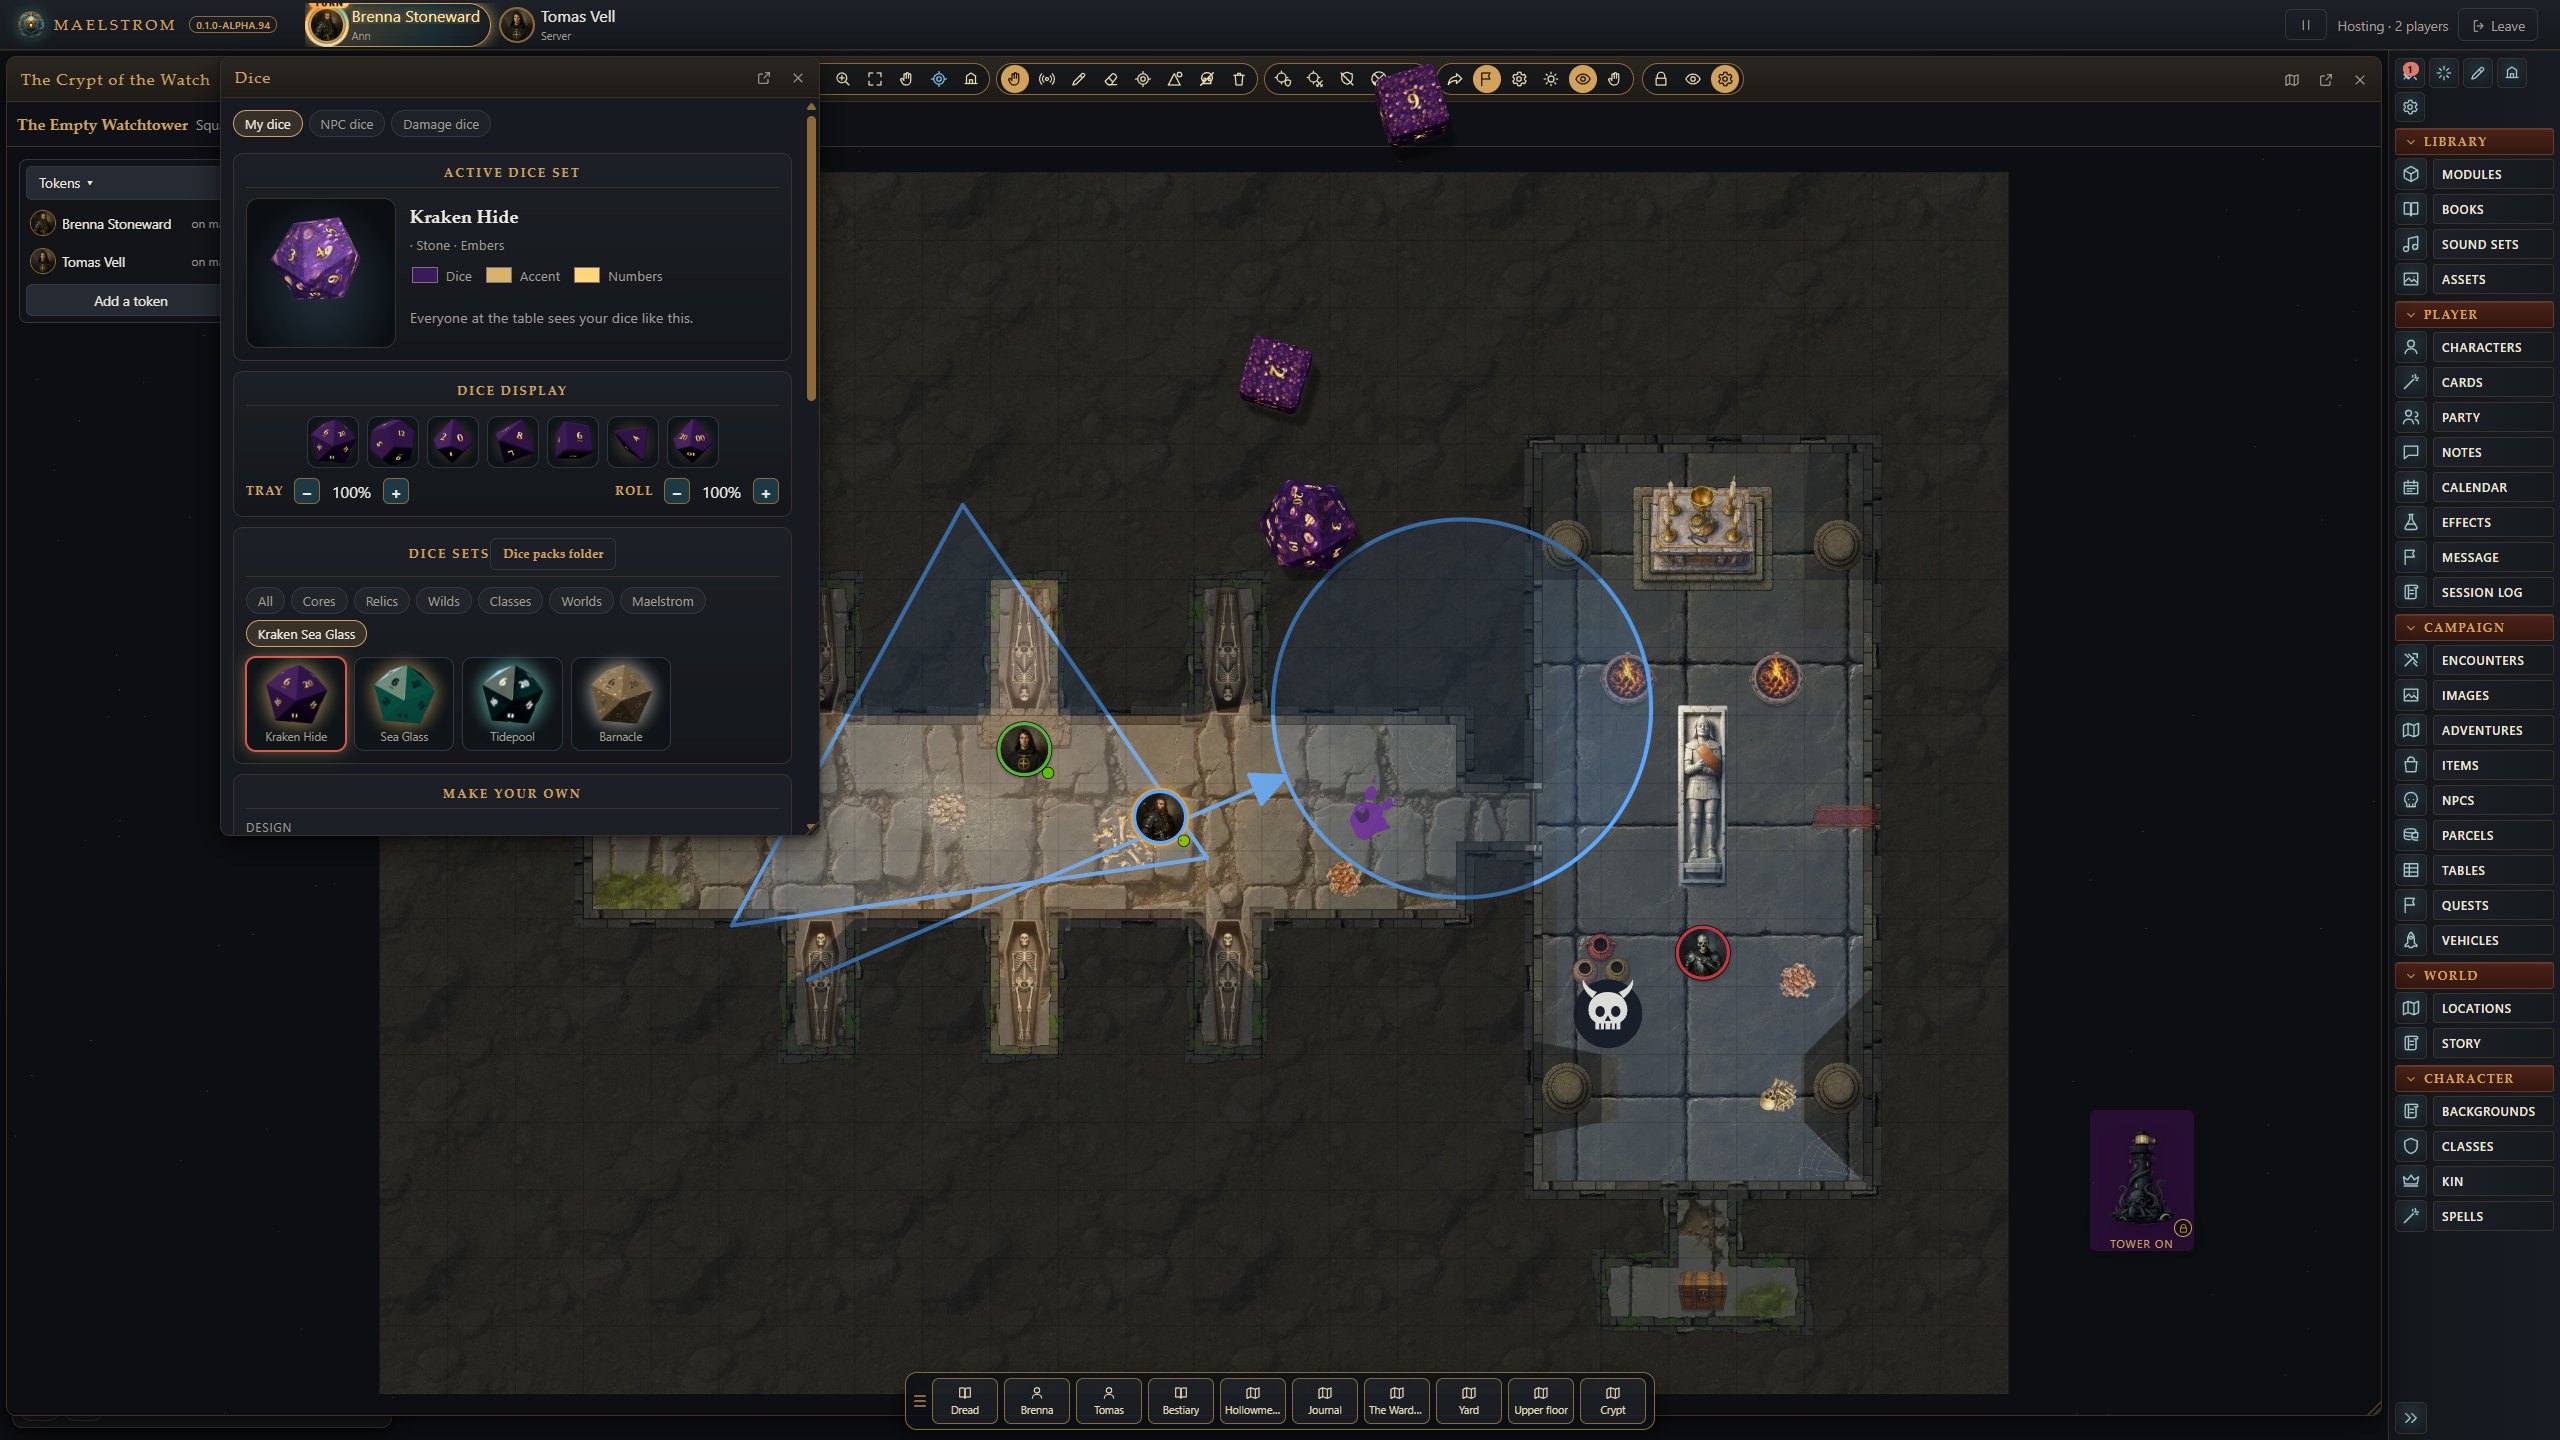 MAELSTROM
0.1.0-ALPHA.94
Brenna Stoneward
Ann
Tomas Vell
Server
Hosting · 2 players
Leave
The Crypt of the Watch
The Empty Watchtower
Tokens
Brenna Stoneward
Tomas Vell
Add a token
Dice
My dice
NPC dice
Damage dice
ACTIVE DICE SET
Kraken Hide
· Stone · Embers
Dice
Accent
Numbers
Everyone at the table sees your dice like this.
DICE DISPLAY
TRAY − 100% +
ROLL − 100% +
DICE SETS
Dice packs folder
All
Cores
Relics
Wilds
Classes
Worlds
Maelstrom
Kraken Sea Glass
Kraken Hide
Sea Glass
Tidepool
Barnacle
MAKE YOUR OWN
DESIGN
TOWER ON
Dread
Brenna
Tomas
Bestiary
Hollowme...
Journal
The Ward...
Yard
Upper floor
Crypt
1
LIBRARY
MODULES
BOOKS
SOUND SETS
ASSETS
PLAYER
CHARACTERS
CARDS
PARTY
NOTES
CALENDAR
EFFECTS
MESSAGE
SESSION LOG
CAMPAIGN
ENCOUNTERS
IMAGES
ADVENTURES
ITEMS
NPCS
PARCELS
TABLES
QUESTS
VEHICLES
WORLD
LOCATIONS
STORY
CHARACTER
BACKGROUNDS
CLASSES
KIN
SPELLS